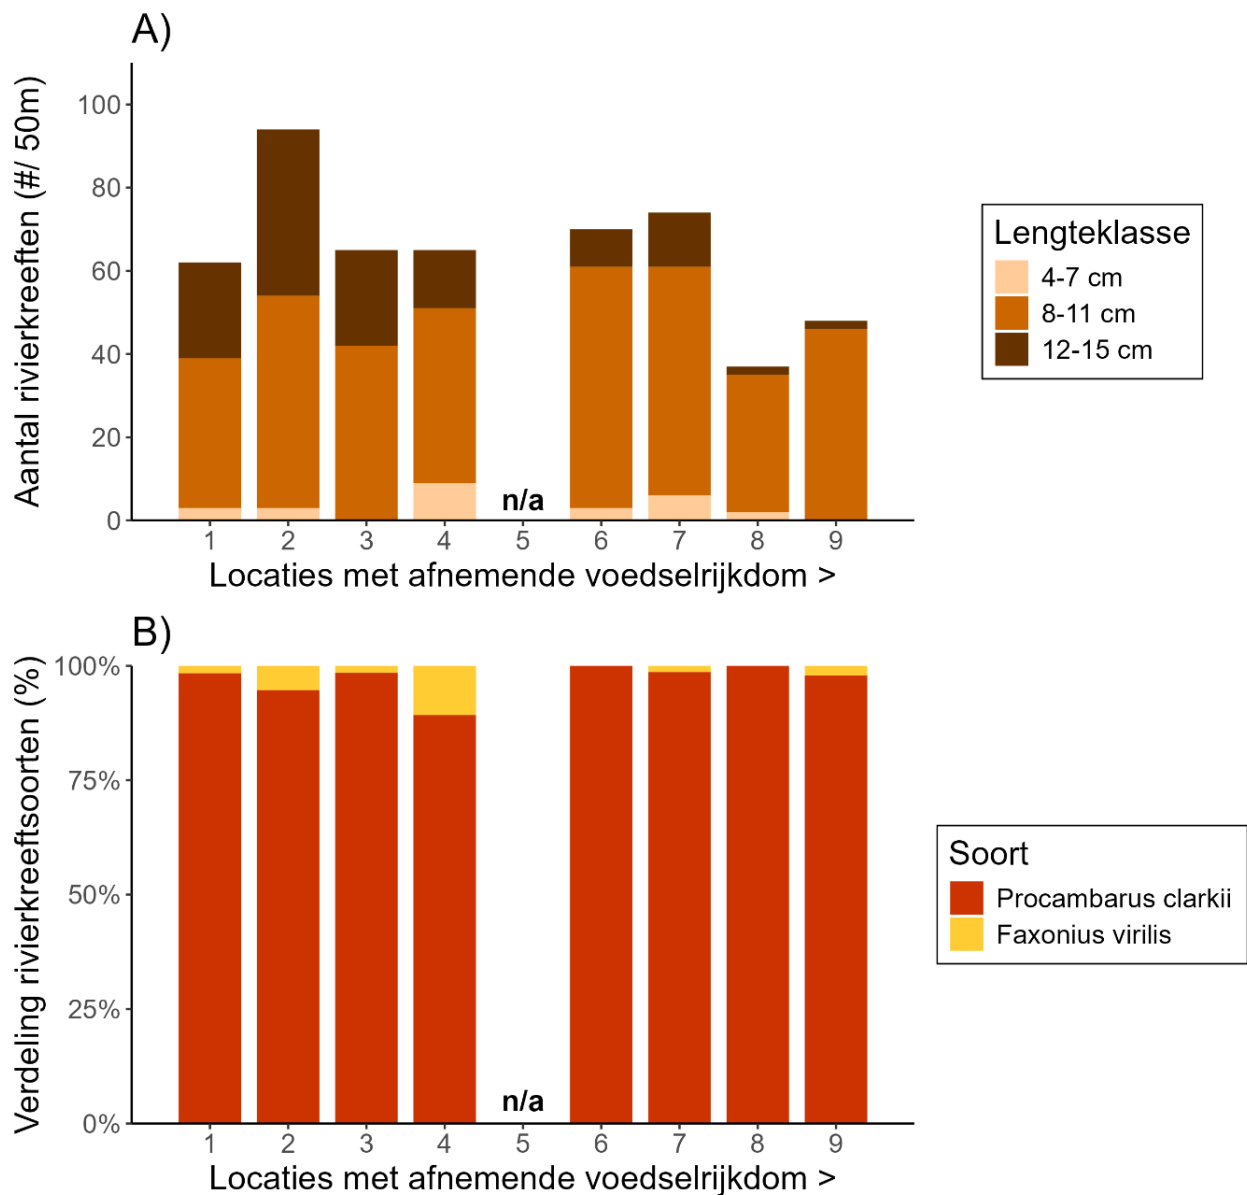 A)
Aantal rivierkreeften (#/ 50m)
100
80
60
40
20
0
n/a
1 2 3 4 5 6 7 8 9
Locaties met afnemende voedselrijkdom >
Lengteklasse
4-7 cm
8-11 cm
12-15 cm
B)
Verdeling rivierkreeftsoorten (%)
100%
75%
50%
25%
0%
n/a
1 2 3 4 5 6 7 8 9
Locaties met afnemende voedselrijkdom >
Soort
Procambarus clarkii
Faxonius virilis